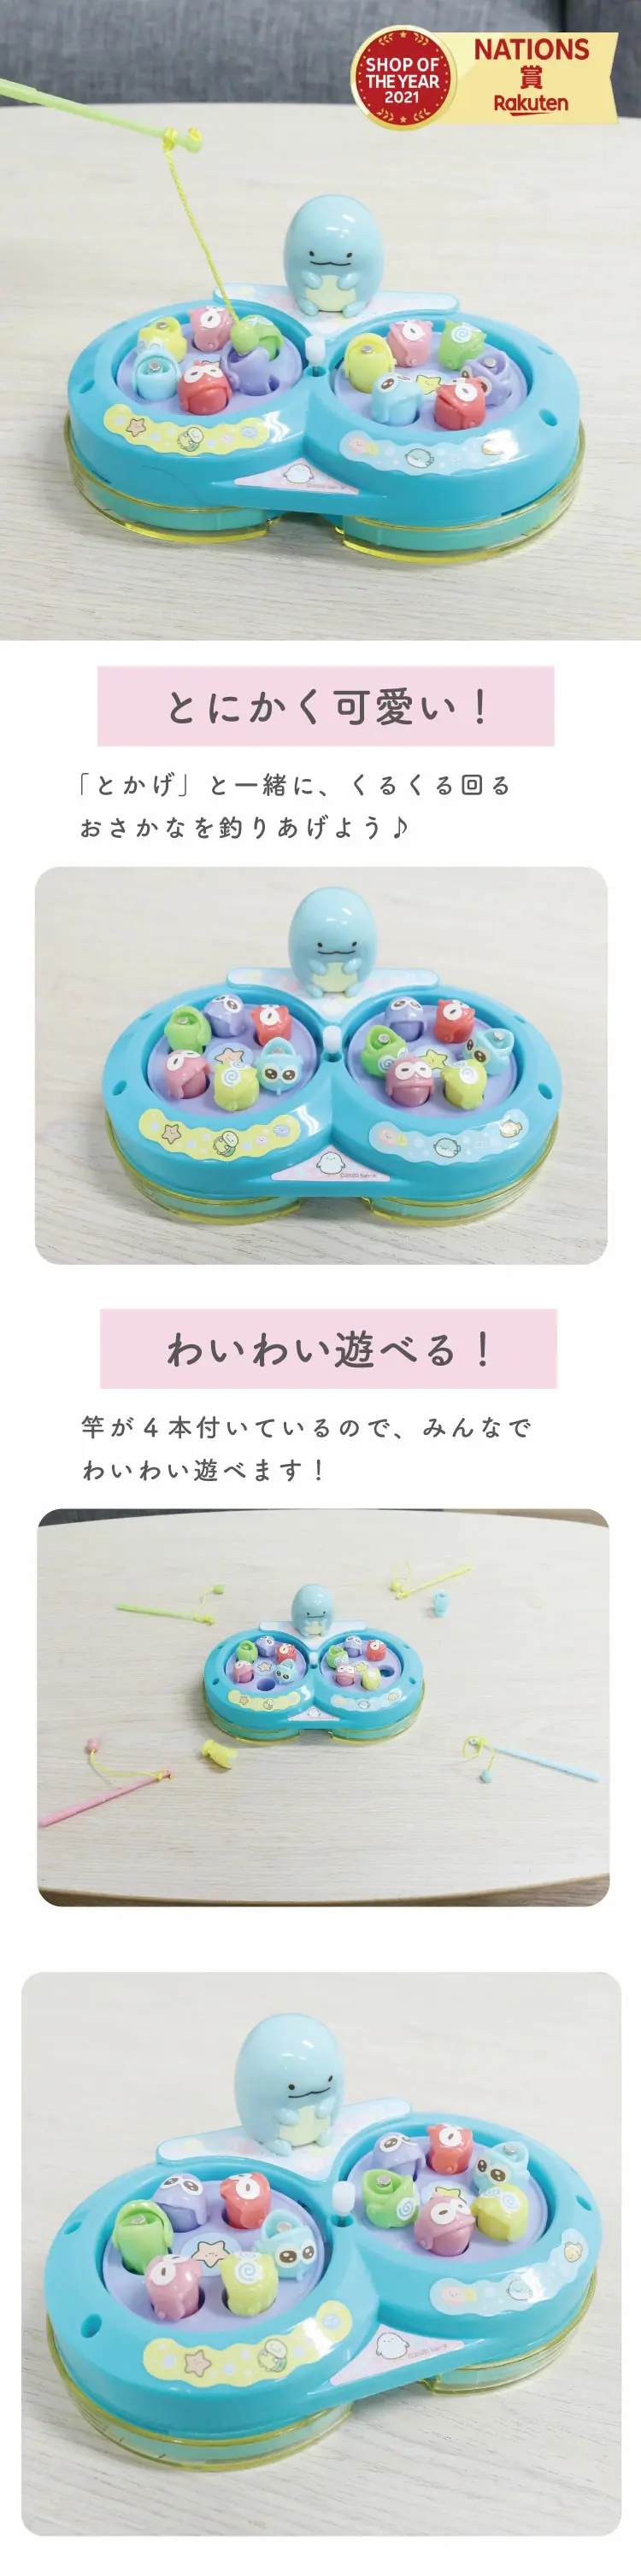 SHOP OF
THE YEAR
2021
NATIONS
賞
Rakuten
とにかく可愛い！
「とかげ」と一緒に、くるくる回る
おさかなを釣りあげよう♪
わいわい遊べる！
竿が４本付いているので、みんなで
わいわい遊べます！